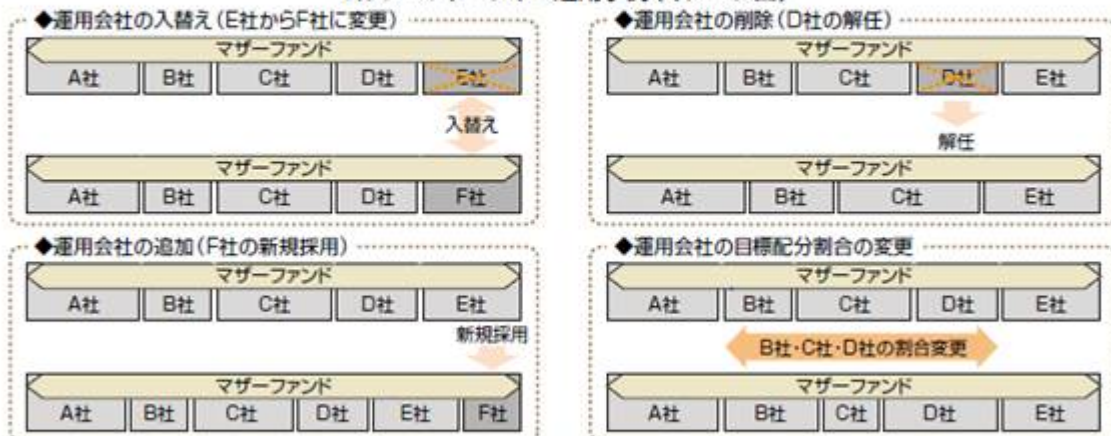 ◆運用会社の入替え(E社からF社に変更)
マザーファンド
A社 B社 C社 D社 E社
入替え
マザーファンド
A社 B社 C社 D社 F社
◆運用会社の削除(D社の解任)
マザーファンド
A社 B社 C社 D社 E社
解任
マザーファンド
A社 B社 C社 E社
◆運用会社の追加(F社の新規採用)
マザーファンド
A社 B社 C社 D社 E社
新規採用
マザーファンド
A社 B社 C社 D社 E社 F社
◆運用会社の目標配分割合の変更
マザーファンド
A社 B社 C社 D社 E社
B社・C社・D社の割合変更
マザーファンド
A社 B社 C社 D社 E社